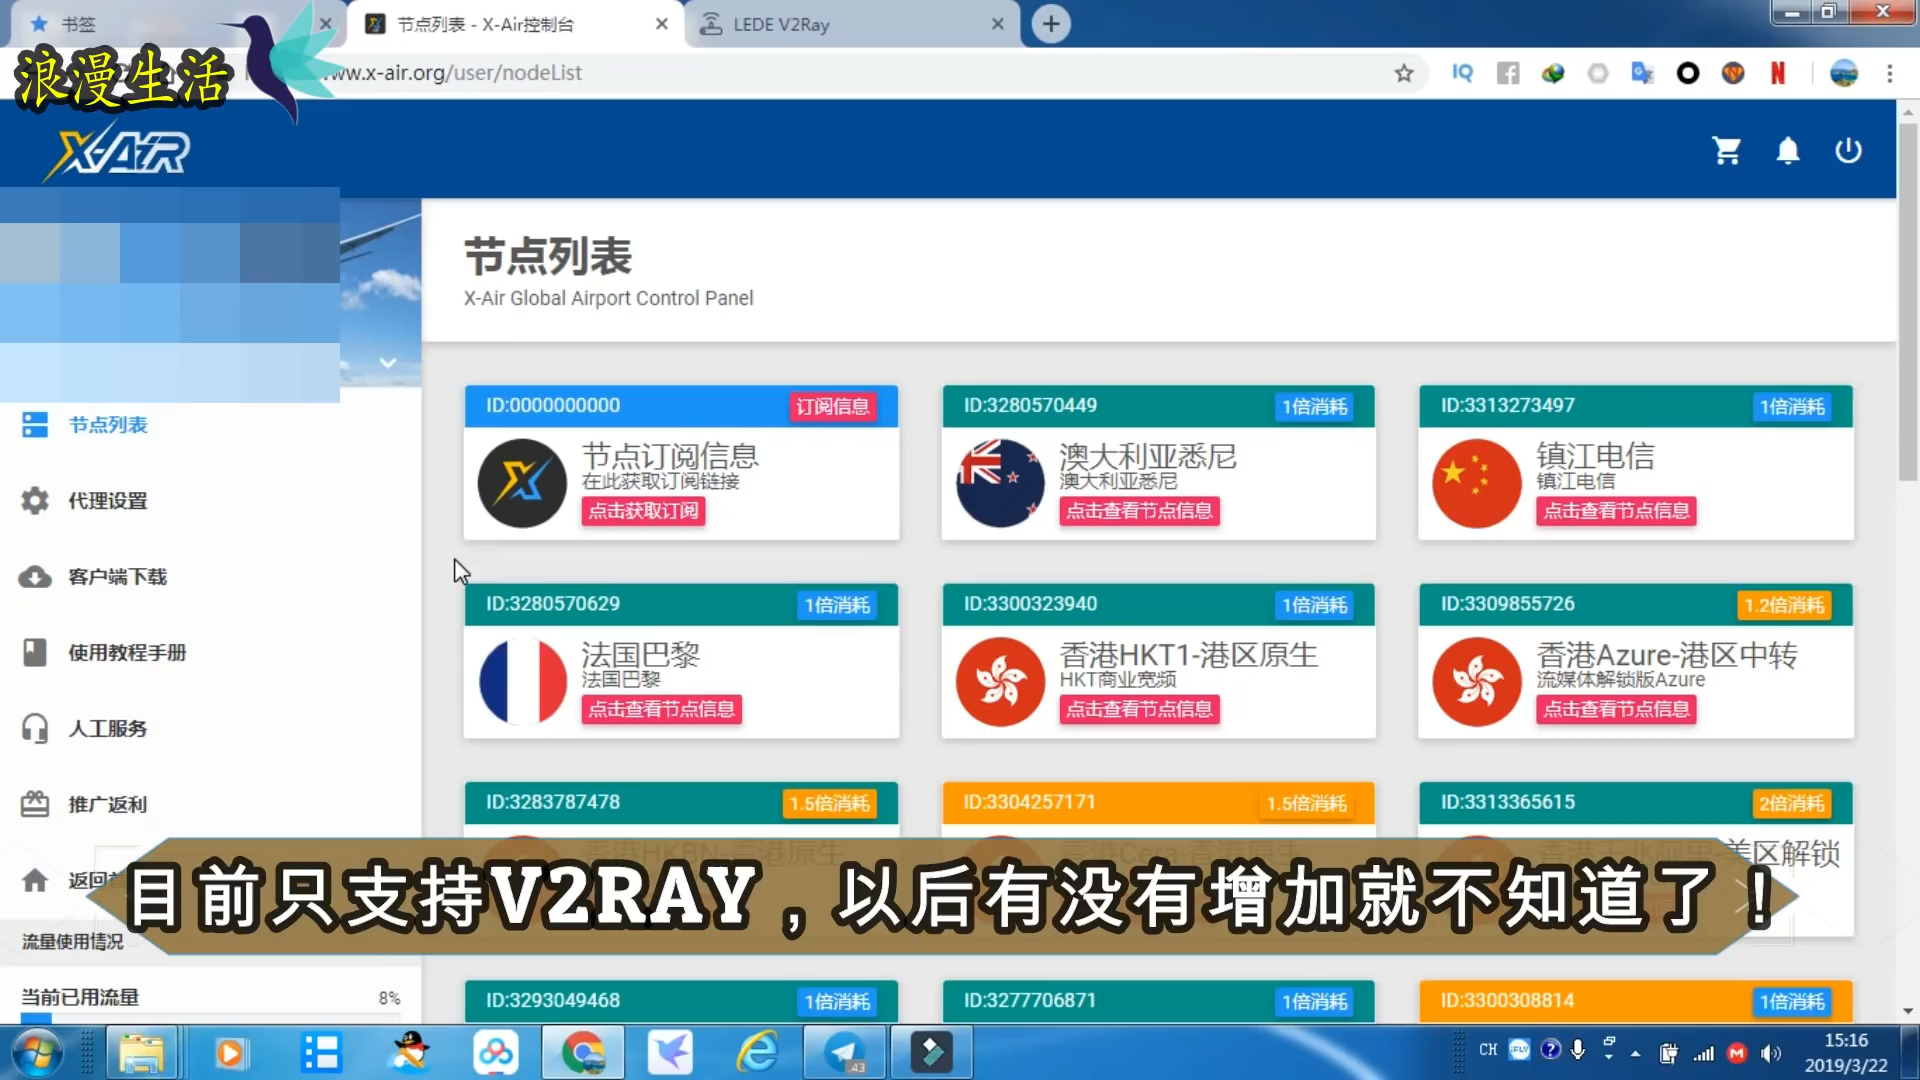 书签
节点列表 - X-Air控制台
LEDE V2Ray
浪漫生活
www.x-air.org/user/nodeList
IQ
X-AIR
节点列表
X-Air Global Airport Control Panel
节点列表
代理设置
客户端下载
使用教程手册
人工服务
推广返利
流量使用情况
当前已用流量
8%
ID:0000000000
订阅信息
节点订阅信息
在此获取订阅链接
点击获取订阅
ID:3280570449
1倍消耗
澳大利亚悉尼
澳大利亚悉尼
点击查看节点信息
ID:3313273497
1倍消耗
镇江电信
镇江电信
点击查看节点信息
ID:3280570629
1倍消耗
法国巴黎
法国巴黎
点击查看节点信息
ID:3300323940
1倍消耗
香港HKT1-港区原生
HKT商业宽频
点击查看节点信息
ID:3309855726
1.2倍消耗
香港Azure-港区中转
流媒体解锁版Azure
点击查看节点信息
ID:3283787478
1.5倍消耗
ID:3304257171
1.5倍消耗
ID:3313365615
2倍消耗
美区解锁
目前只支持V2RAY，以后有没有增加就不知道了！
ID:3293049468
1倍消耗
ID:3277706871
1倍消耗
ID:3300308814
1倍消耗
CH
15:16
2019/3/22